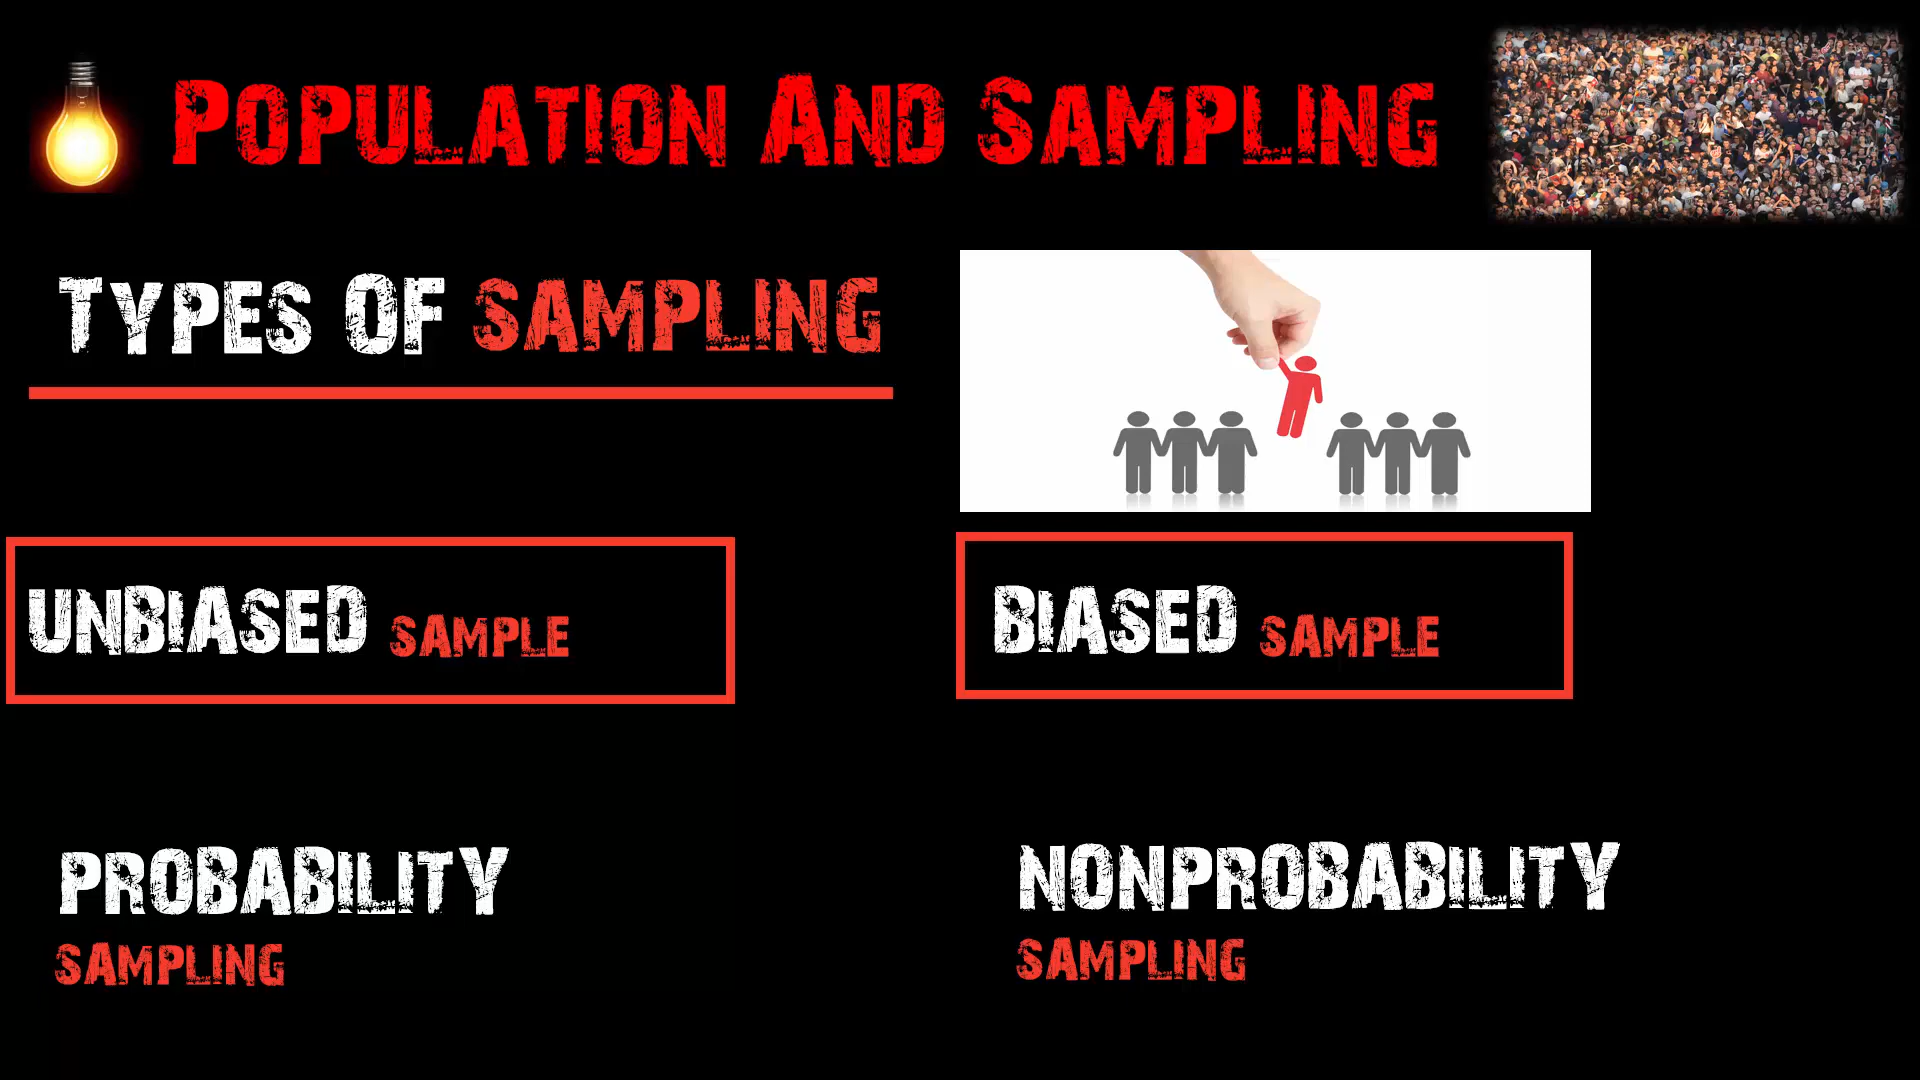 Population And Sampling
Types Of Sampling
Unbiased Sample
Biased Sample
Probability
Sampling
Nonprobability
Sampling